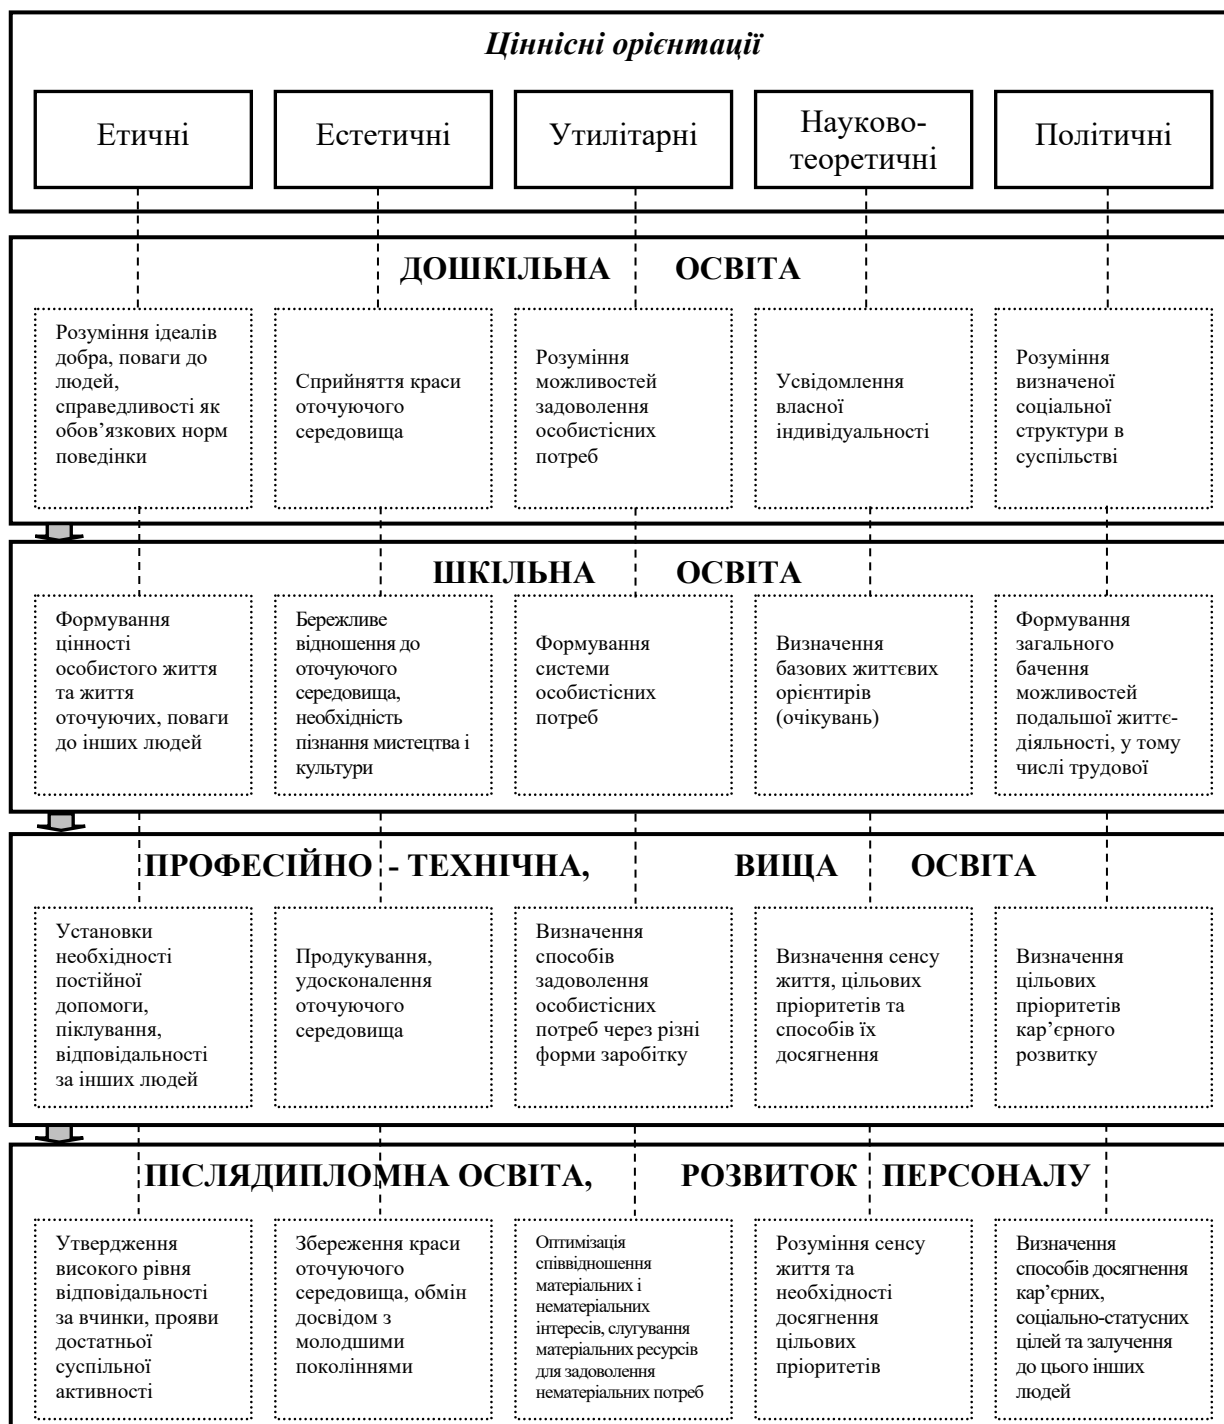 Ціннісні орієнтації
Етичні
Естетичні
Утилітарні
Науково-
теоретичні
Політичні
ДОШКІЛЬНА ОСВІТА
Розуміння ідеалів
добра, поваги до
людей,
справедливості як
обов’язкових норм
поведінки
Сприйняття краси
оточуючого
середовища
Розуміння
можливостей
задоволення
особистісних
потреб
Усвідомлення
власної
індивідуальності
Розуміння
визначеної
соціальної
структури в
суспільстві
ШКІЛЬНА ОСВІТА
Формування
цінності
особистого життя
та життя
оточуючих, поваги
до інших людей
Бережливе
відношення до
оточуючого
середовища,
необхідність
пізнання мистецтва і
культури
Формування
системи
особистісних
потреб
Визначення
базових життєвих
орієнтирів
(очікувань)
Формування
загального
бачення
можливостей
подальшої життє-
діяльності, у тому
числі трудової
ПРОФЕСІЙНО - ТЕХНІЧНА, ВИЩА ОСВІТА
Установки
необхідності
постійної
допомоги,
піклування,
відповідальності
за інших людей
Продукування,
удосконалення
оточуючого
середовища
Визначення
способів
задоволення
особистісних
потреб через різні
форми заробітку
Визначення сенсу
життя, цільових
пріоритетів та
способів їх
досягнення
Визначення
цільових
пріоритетів
кар’єрного
розвитку
ПІСЛЯДИПЛОМНА ОСВІТА, РОЗВИТОК ПЕРСОНАЛУ
Утвердження
високого рівня
відповідальності
за вчинки, прояви
достатньої
суспільної
активності
Збереження краси
оточуючого
середовища, обмін
досвідом з
молодшими
поколіннями
Оптимізація
співвідношення
матеріальних і
нематеріальних
інтересів, слугування
матеріальних ресурсів
для задоволення
нематеріальних потреб
Розуміння сенсу
життя та
необхідності
досягнення
цільових
пріоритетів
Визначення
способів досягнення
кар’єрних,
соціально-статусних
цілей та залучення
до цього інших
людей